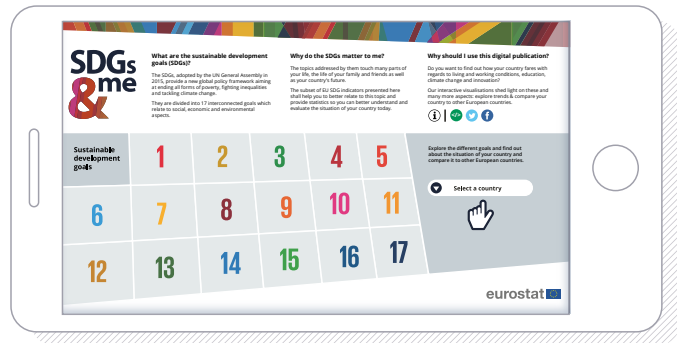 SDGs
&me
What are the sustainable development
goals (SDGs)?
The SDGs, adopted by the UN General Assembly in
2015, provide a new global policy framework aiming
at ending all forms of poverty, fighting inequalities
and tackling climate change.
They are divided into 17 interconnected goals which
relate to social, economic and environmental
aspects.
Why do the SDGs matter to me?
The topics addressed by them touch many parts of
your life, the life of your family and friends as well
as your country's future.
The subset of EU SDG indicators presented here
shall help you to better relate to this topic and
provide statistics so you can better understand and
evaluate the situation of your country today.
Why should I use this digital publication?
Do you want to find out how your country fares with
regards to living and working conditions, education,
climate change and innovation?
Our interactive visualisations shed light on these and
many more aspects: explore trends & compare your
country to other European countries.
Sustainable
development
goals
1 2 3 4 5
6 7 8 9 10 11
12 13 14 15 16 17
Explore the different goals and find out
about the situation of your country and
compare it to other European countries.
Select a country
eurostat